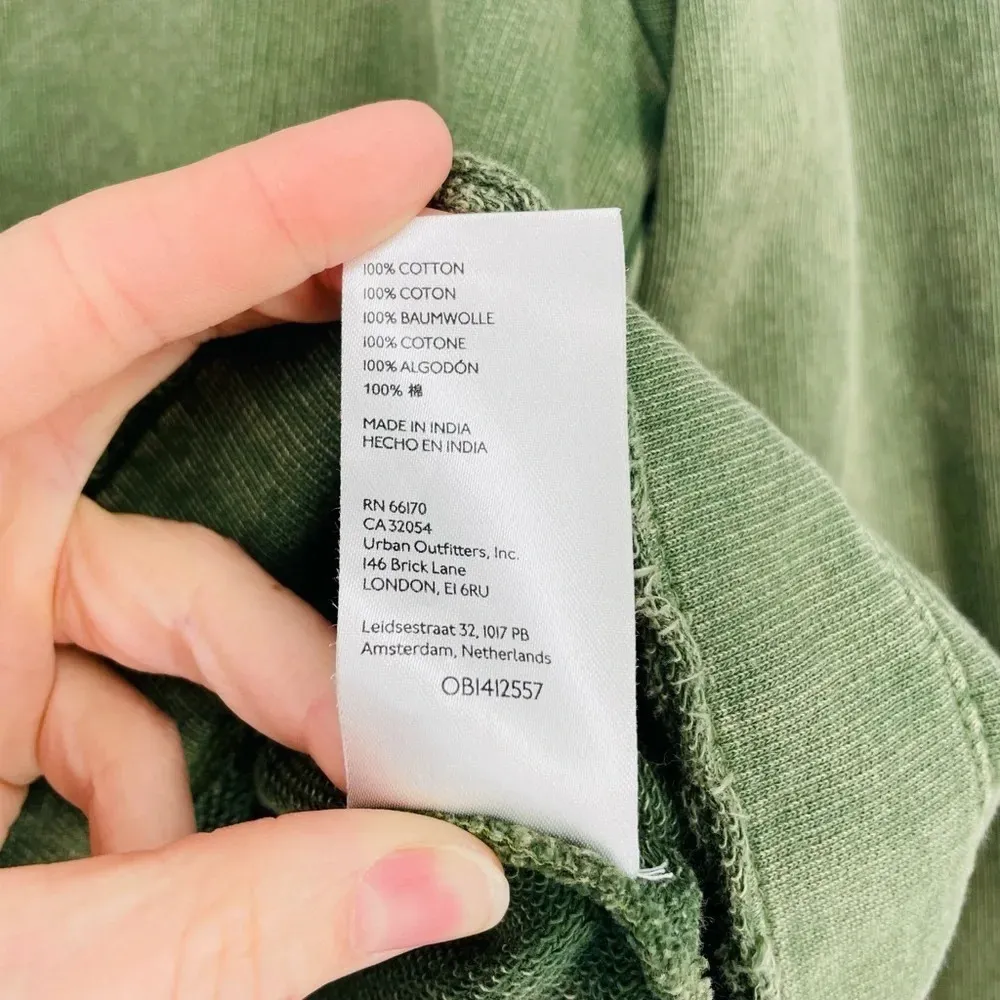 100% COTTON
100% COTON
100% BAUMWOLLE
100% COTONE
100% ALGODÓN
100% 棉
MADE IN INDIA
HECHO EN INDIA
RN 66170
CA 32054
Urban Outfitters, Inc.
146 Brick Lane
LONDON, E1 6RU
Leidsestraat 32, 1017 PB
Amsterdam, Netherlands
OB1412557